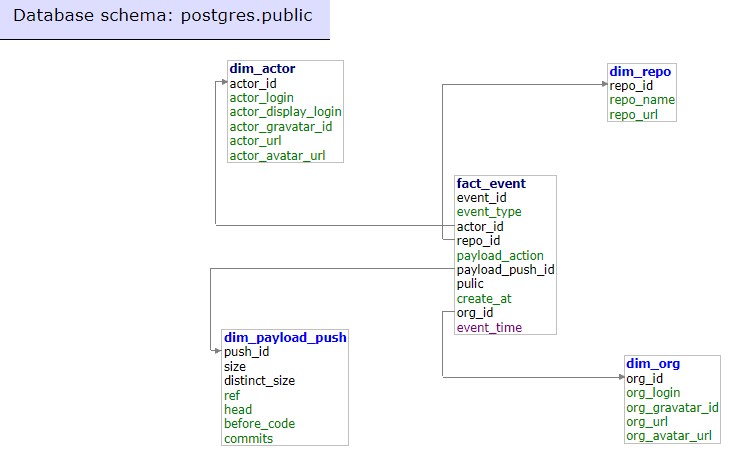 Database schema: postgres.public
dim_actor
actor_id
actor_login
actor_display_login
actor_gravatar_id
actor_url
actor_avatar_url
dim_repo
repo_id
repo_name
repo_url
fact_event
event_id
event_type
actor_id
repo_id
payload_action
payload_push_id
pulic
create_at
org_id
event_time
dim_payload_push
push_id
size
distinct_size
ref
head
before_code
commits
dim_org
org_id
org_login
org_gravatar_id
org_url
org_avatar_url